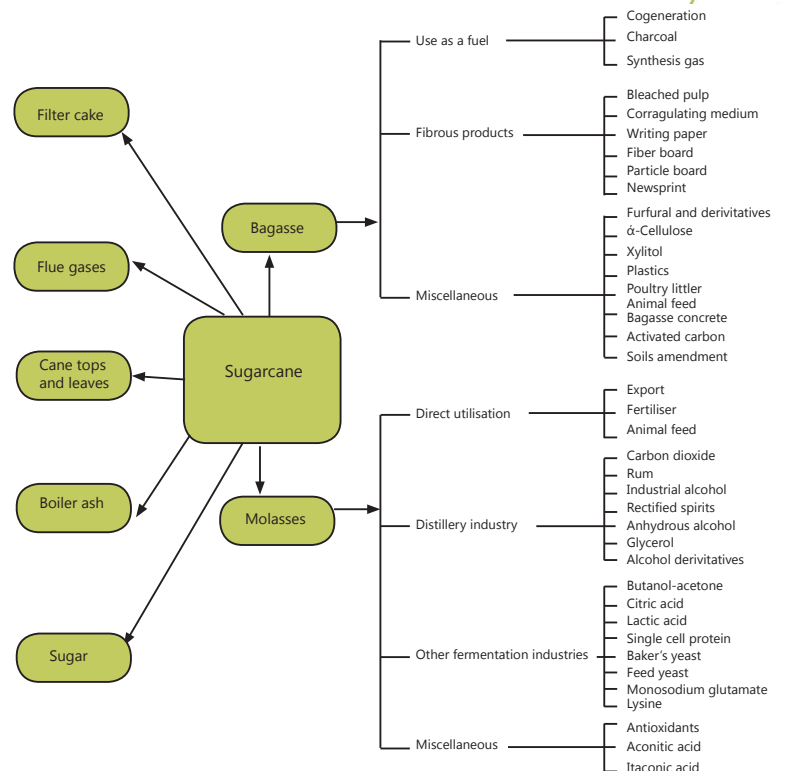 Filter cake
Flue gases
Cane tops
and leaves
Boiler ash
Sugar
Sugarcane
Bagasse
Molasses
Use as a fuel
Cogeneration
Charcoal
Synthesis gas
Fibrous products
Bleached pulp
Corragulating medium
Writing paper
Fiber board
Particle board
Newsprint
Miscellaneous
Furfural and derivitatives
ά-Cellulose
Xylitol
Plastics
Poultry littler
Animal feed
Bagasse concrete
Activated carbon
Soils amendment
Direct utilisation
Export
Fertiliser
Animal feed
Distillery industry
Carbon dioxide
Rum
Industrial alcohol
Rectified spirits
Anhydrous alcohol
Glycerol
Alcohol derivitatives
Other fermentation industries
Butanol-acetone
Citric acid
Lactic acid
Single cell protein
Baker’s yeast
Feed yeast
Monosodium glutamate
Lysine
Miscellaneous
Antioxidants
Aconitic acid
Itaconic acid